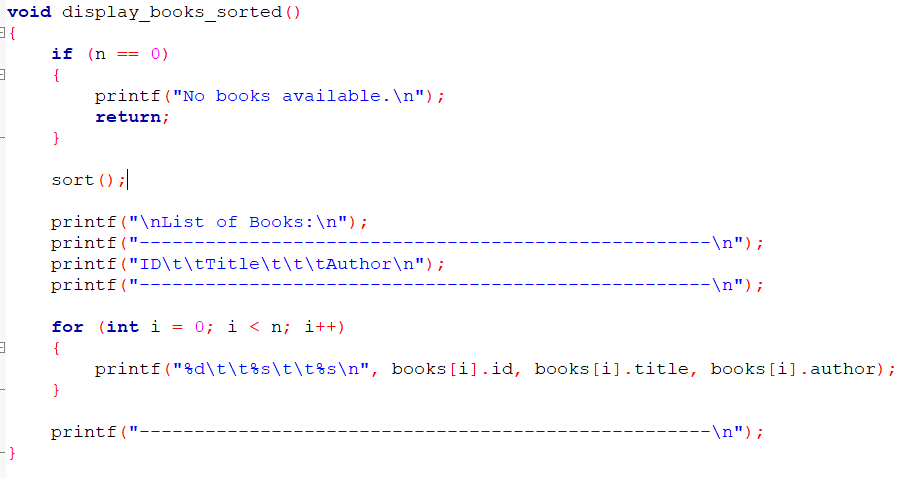 void display_books_sorted()
{
    if (n == 0)
    {
        printf("No books available.\n");
        return;
    }

    sort();

    printf("\nList of Books:\n");
    printf("----------------------------------------------------\n");
    printf("ID\t\tTitle\t\t\tAuthor\n");
    printf("----------------------------------------------------\n");

    for (int i = 0; i < n; i++)
    {
        printf("%d\t\t%s\t\t%s\n", books[i].id, books[i].title, books[i].author);
    }

    printf("----------------------------------------------------\n");
}